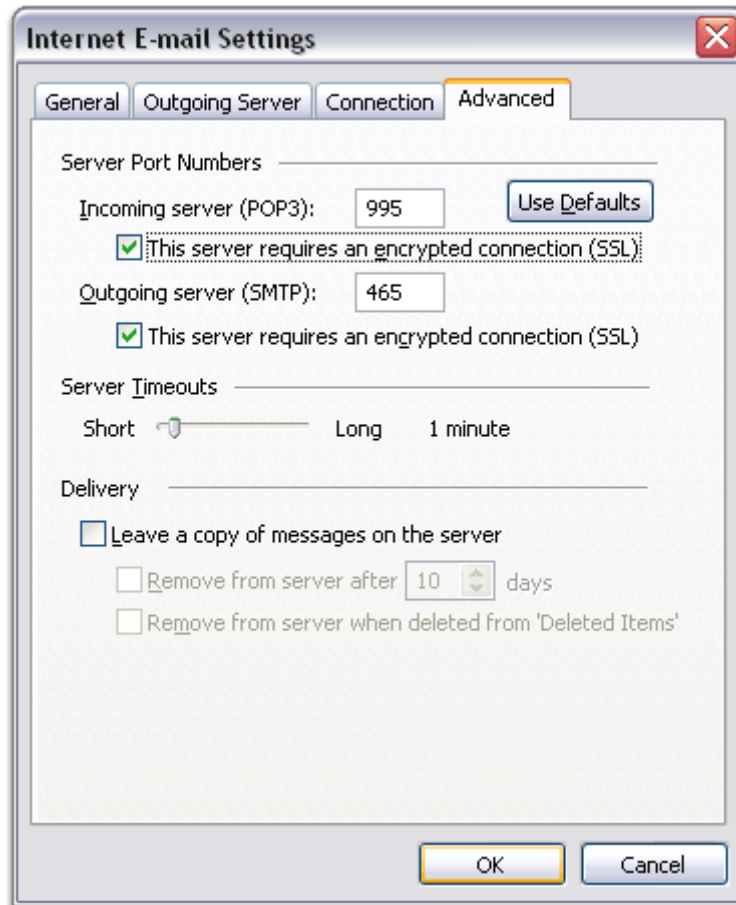 Internet E-mail Settings
General Outgoing Server Connection Advanced
Server Port Numbers
Incoming server (POP3): 995 Use Defaults
This server requires an encrypted connection (SSL)
Outgoing server (SMTP): 465
This server requires an encrypted connection (SSL)
Server Timeouts
Short Long 1 minute
Delivery
Leave a copy of messages on the server
Remove from server after 10 days
Remove from server when deleted from 'Deleted Items'
OK Cancel